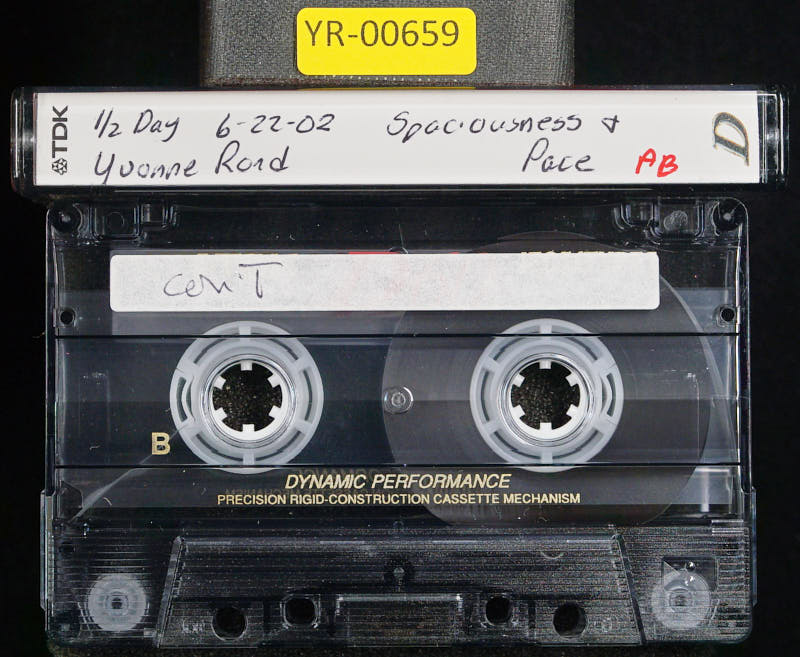 YR-00659
TDK
1/2 Day 6-22-02 Spaciousness &
Yvonne Rand Pace AB
D
con't
B
DYNAMIC PERFORMANCE
PRECISION RIGID-CONSTRUCTION CASSETTE MECHANISM